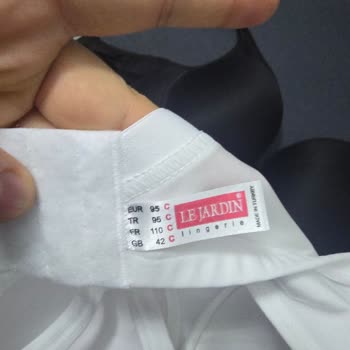 EUR 95 C
TR 95 C
FR 110 C
GB 42 C
LE JARDIN®
lingerie
MADE IN TURKEY